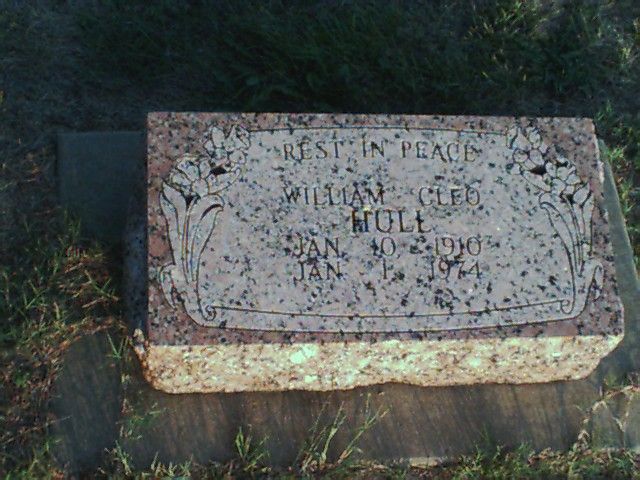 REST IN PEACE
WILLIAM CLEO
HULL
JAN 10 1910
JAN 1 1974